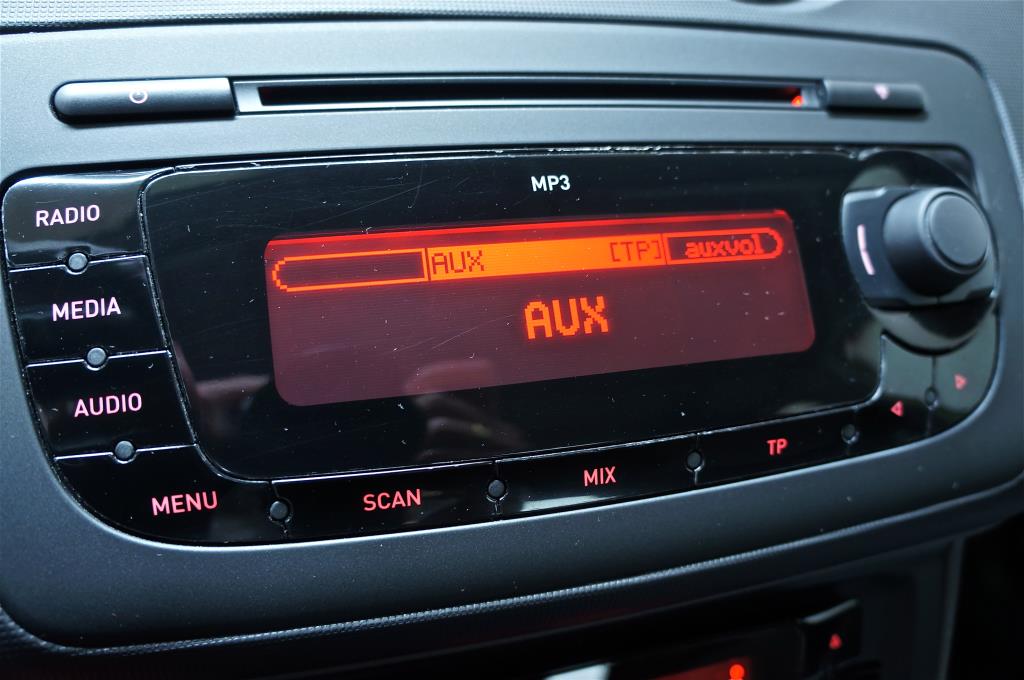 MP3
RADIO
AUX [TP] auxvol
MEDIA
AUX
AUDIO
MENU SCAN MIX TP